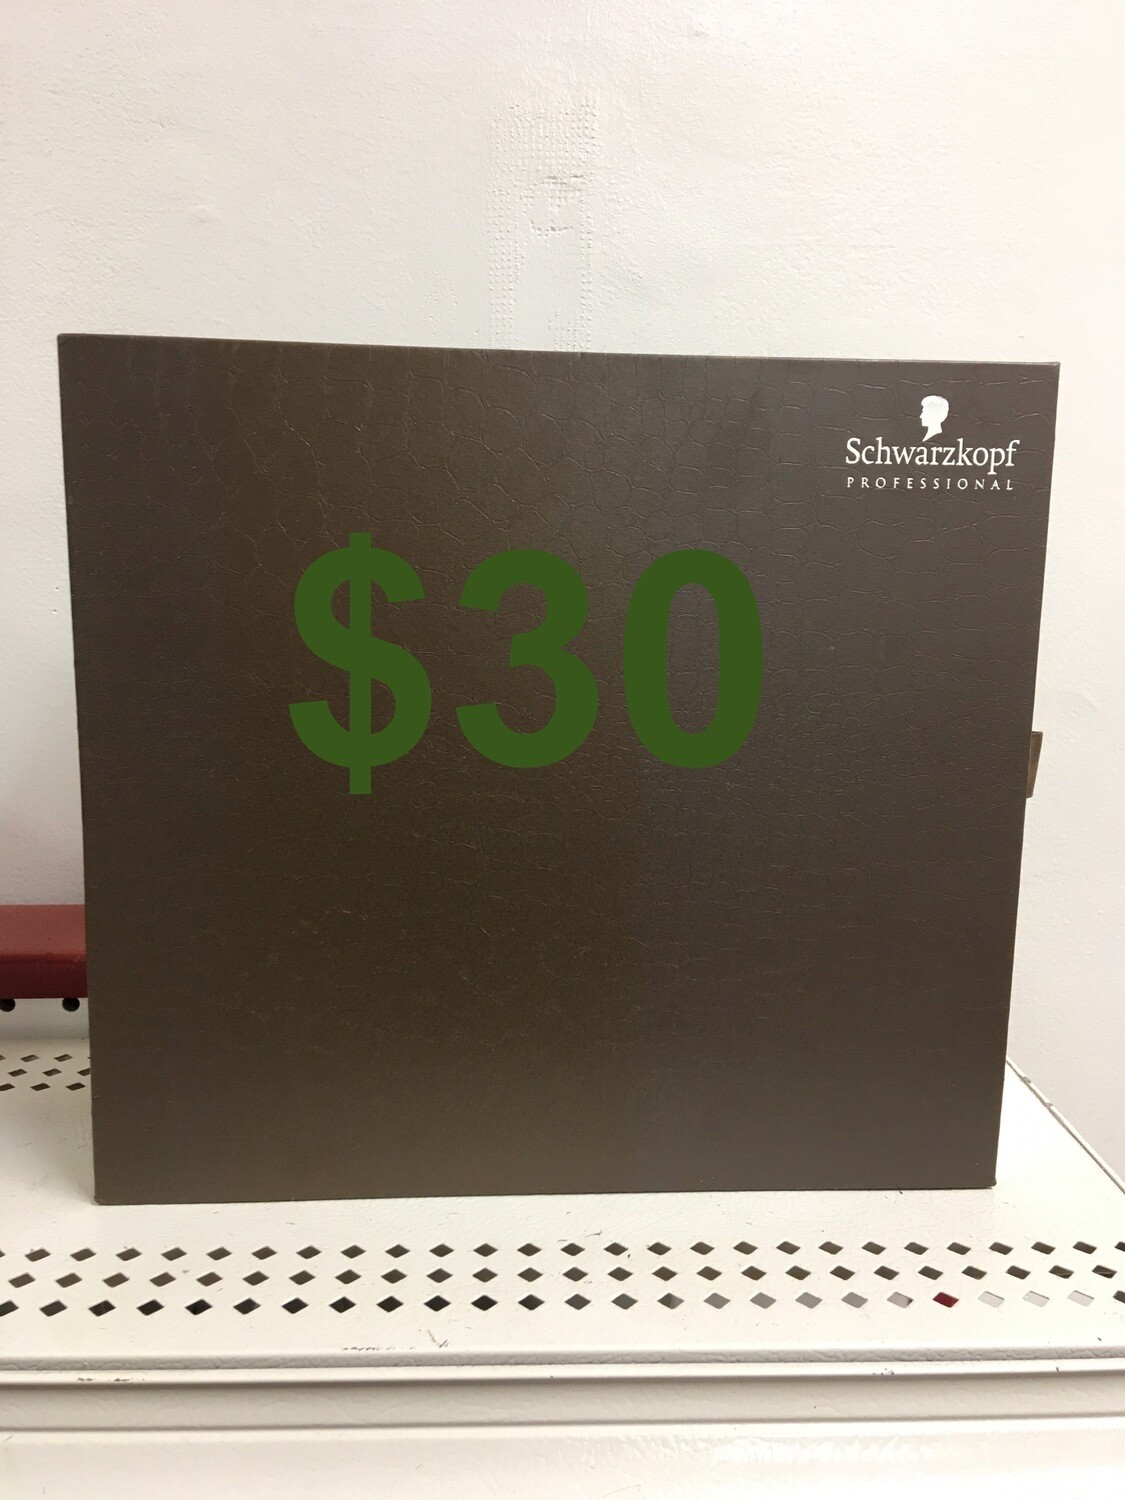 Schwarzkopf
PROFESSIONAL
$30